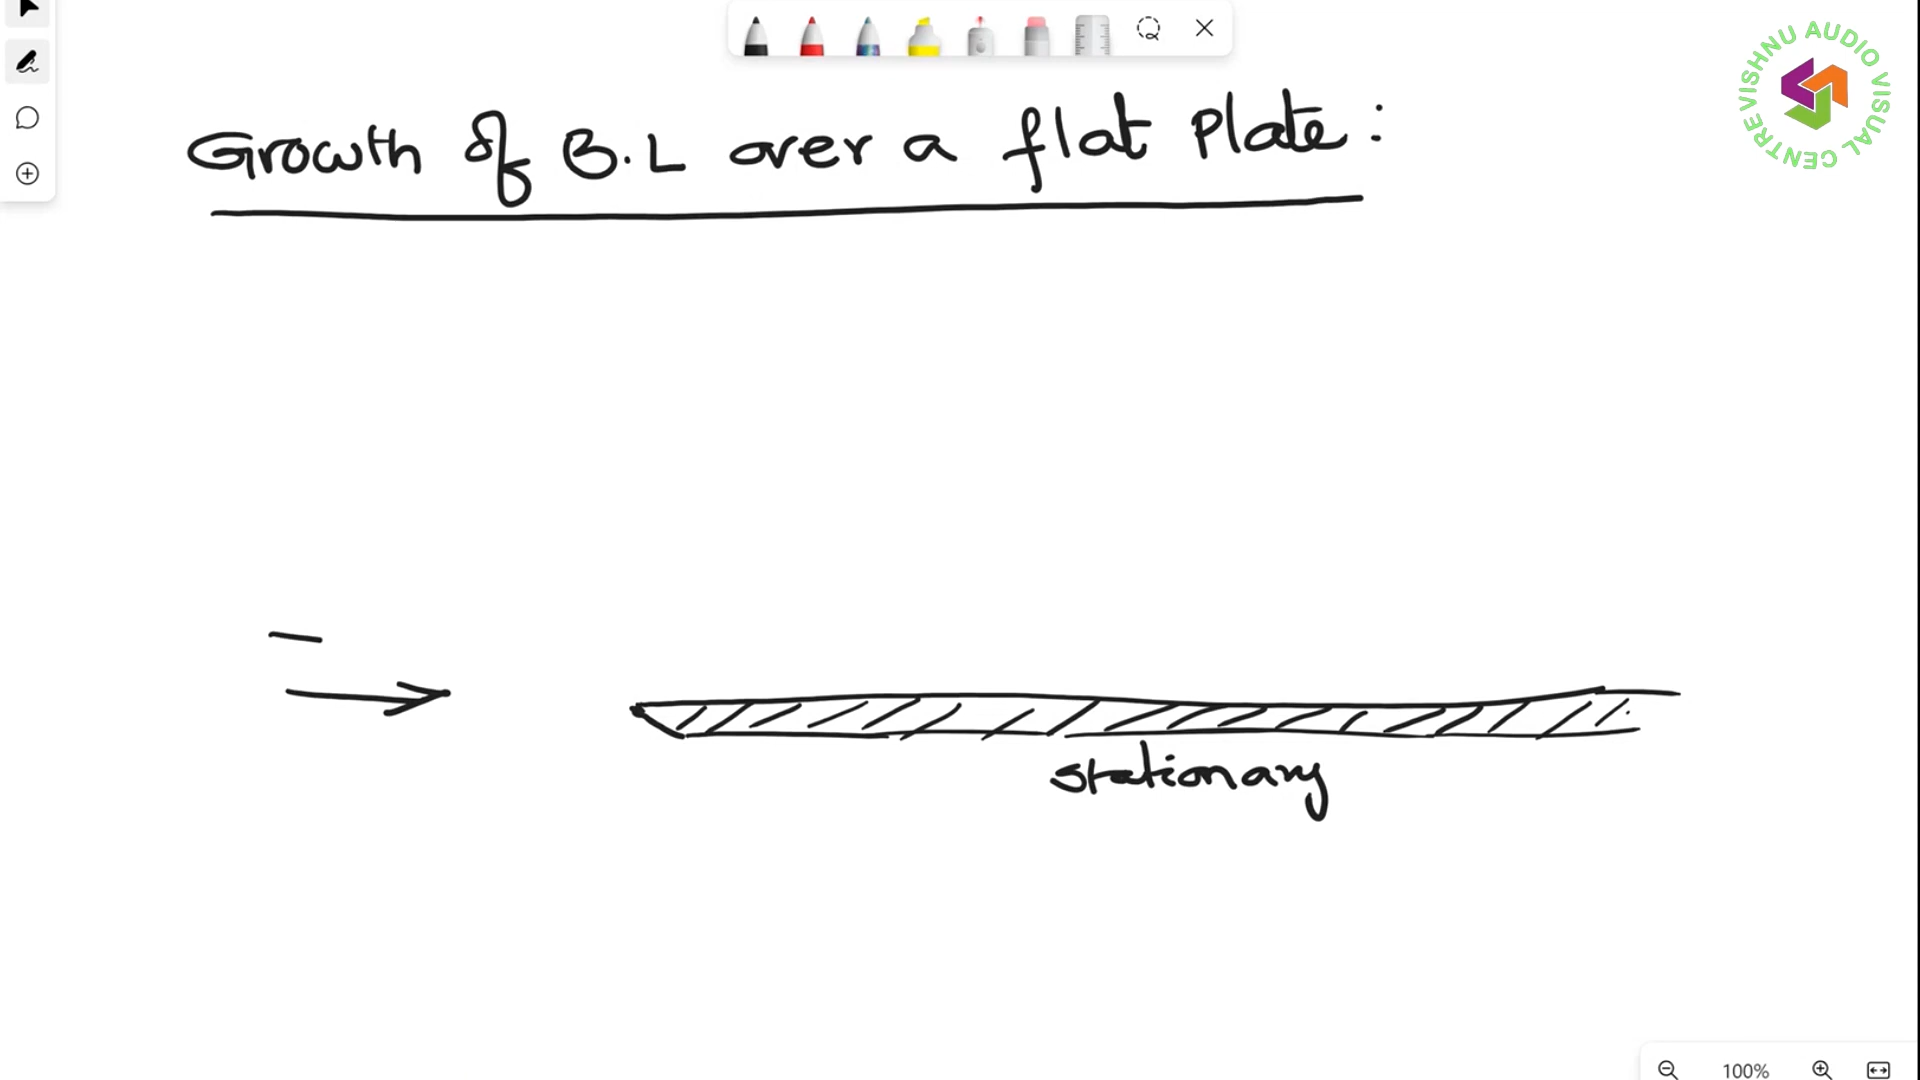 VISHNU AUDIO VISUAL CENTRE
Growth of B.L over a flat plate:
stationary
100%